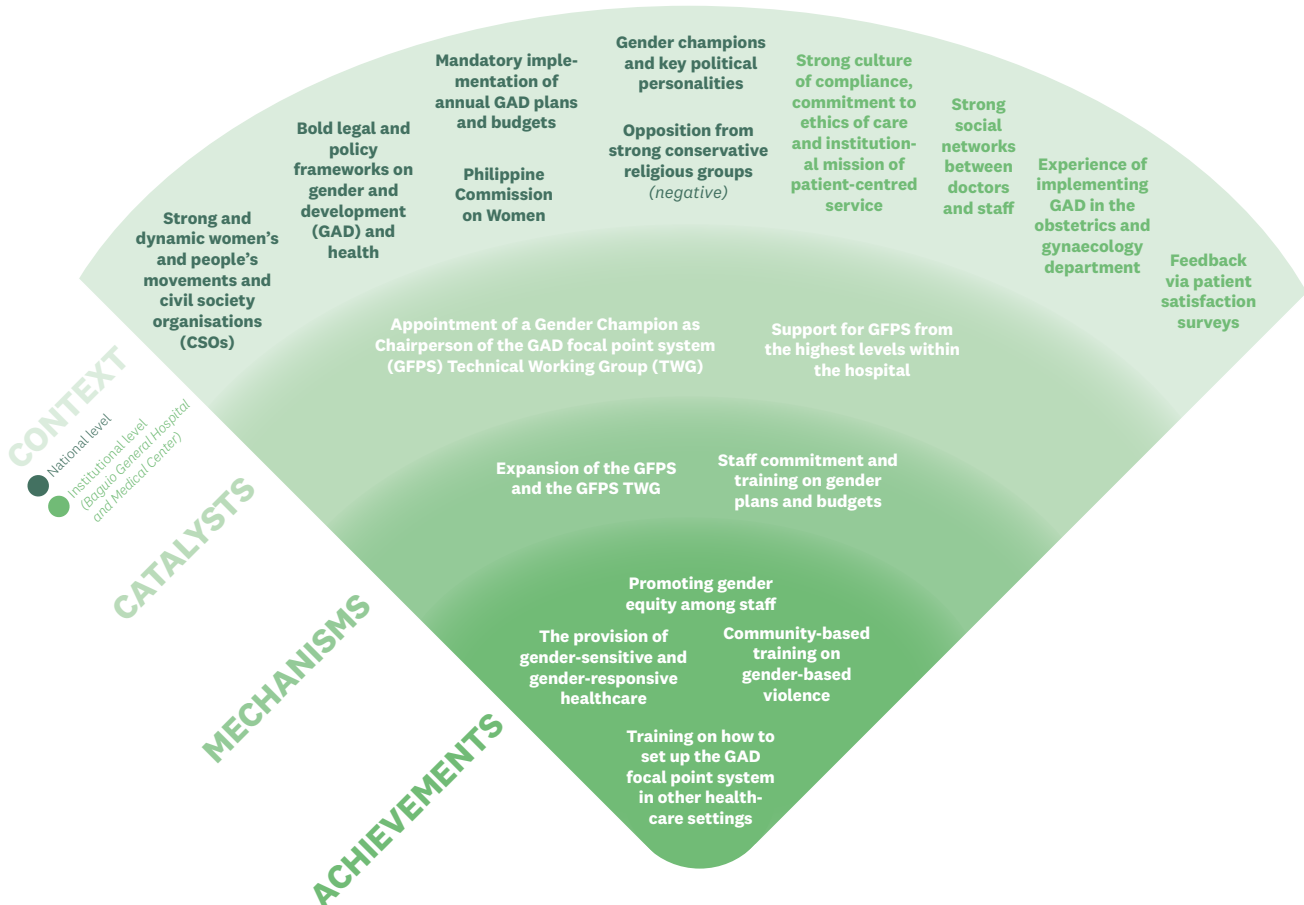 Strong and
dynamic women’s
and people’s
movements and
civil society
organisations
(CSOs)
Bold legal and
policy
frameworks on
gender and
development
(GAD) and
health
Mandatory imple-
mentation of
annual GAD plans
and budgets
Philippine
Commission
on Women
Gender champions
and key political
personalities
Opposition from
strong conservative
religious groups
(negative)
Strong culture
of compliance,
commitment to
ethics of care
and institution-
al mission of
patient-centred
service
Strong
social
networks
between
doctors
and staff
Experience of
implementing
GAD in the
obstetrics and
gynaecology
department
Feedback
via patient
satisfaction
surveys
CONTEXT
National level
Institutional level
(Baguio General Hospital
and Medical Center)
Appointment of a Gender Champion as
Chairperson of the GAD focal point system
(GFPS) Technical Working Group (TWG)
Support for GFPS from
the highest levels within
the hospital
CATALYSTS
Expansion of the GFPS
and the GFPS TWG
Staff commitment and
training on gender
plans and budgets
MECHANISMS
Promoting gender
equity among staff
The provision of
gender-sensitive and
gender-responsive
healthcare
Community-based
training on
gender-based
violence
Training on how to
set up the GAD
focal point system
in other health-
care settings
ACHIEVEMENTS